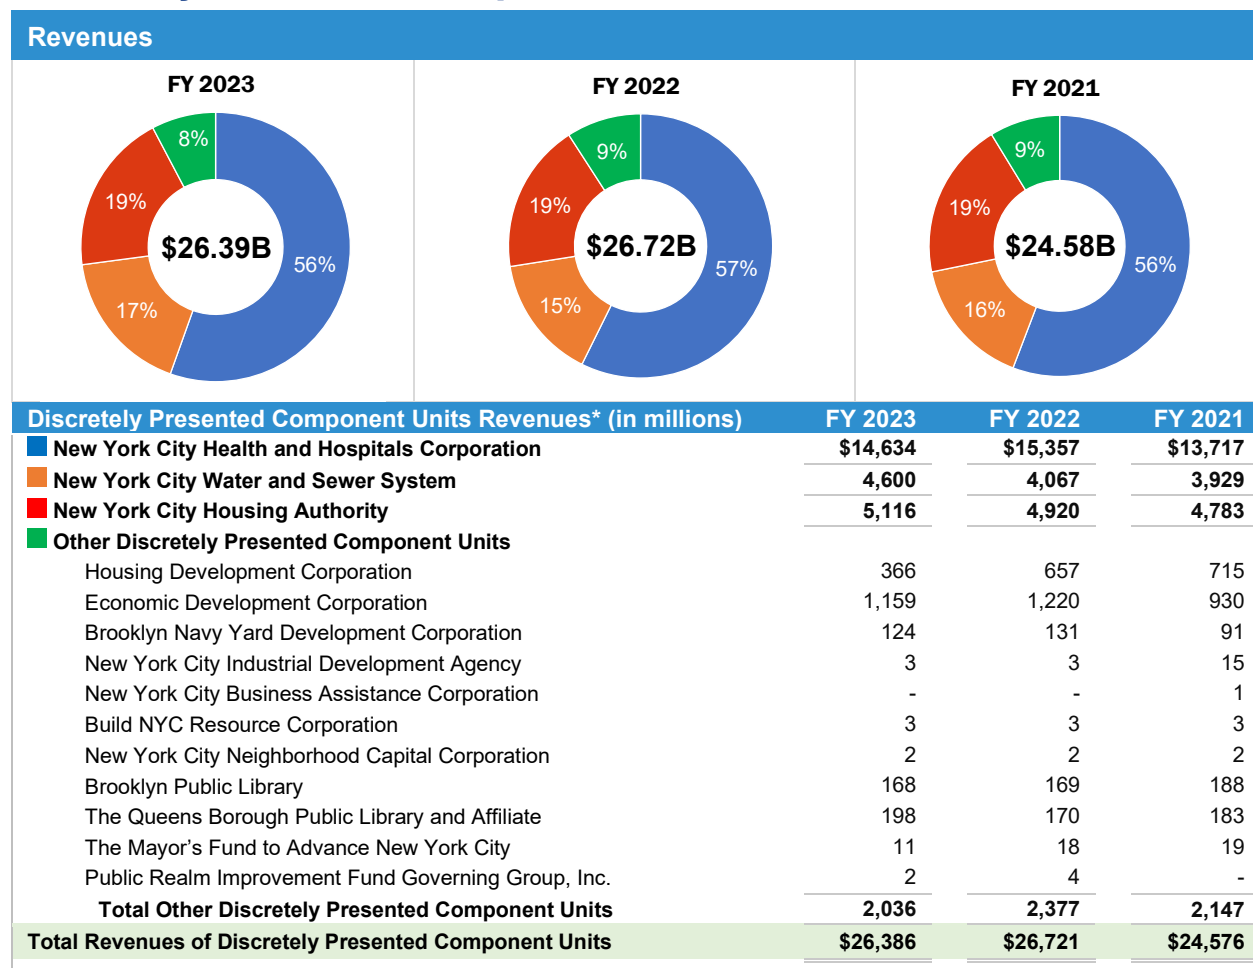 Revenues
FY 2023
FY 2022
FY 2021
8%
19%
17%
56%
$26.39B
9%
19%
15%
57%
$26.72B
9%
19%
16%
56%
$24.58B
Discretely Presented Component Units Revenues* (in millions) FY 2023 FY 2022 FY 2021
New York City Health and Hospitals Corporation $14,634 $15,357 $13,717
New York City Water and Sewer System 4,600 4,067 3,929
New York City Housing Authority 5,116 4,920 4,783
Other Discretely Presented Component Units
Housing Development Corporation 366 657 715
Economic Development Corporation 1,159 1,220 930
Brooklyn Navy Yard Development Corporation 124 131 91
New York City Industrial Development Agency 3 3 15
New York City Business Assistance Corporation - - 1
Build NYC Resource Corporation 3 3 3
New York City Neighborhood Capital Corporation 2 2 2
Brooklyn Public Library 168 169 188
The Queens Borough Public Library and Affiliate 198 170 183
The Mayor’s Fund to Advance New York City 11 18 19
Public Realm Improvement Fund Governing Group, Inc. 2 4 -
Total Other Discretely Presented Component Units 2,036 2,377 2,147
Total Revenues of Discretely Presented Component Units $26,386 $26,721 $24,576